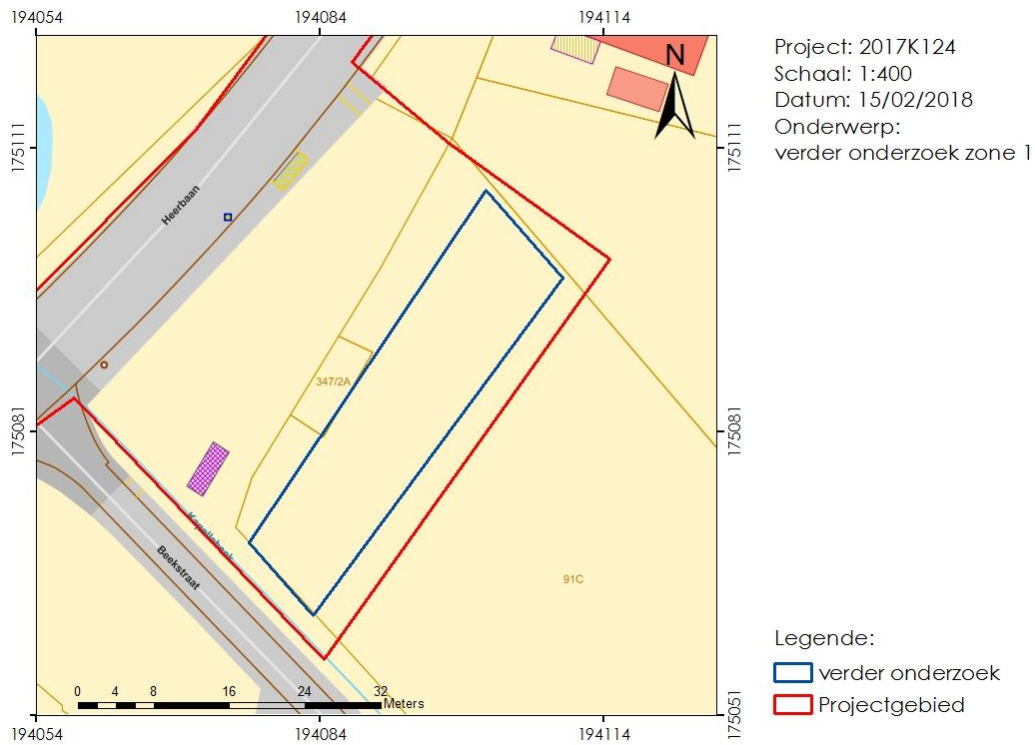 194054
194084
194114
Project: 2017K124
Schaal: 1:400
Datum: 15/02/2018
Onderwerp:
verder onderzoek zone 1
N
175111
175111
Heerbaan
347/2A
175081
175081
Kapellebeek
Beekstraat
91C
Legende:
verder onderzoek
Projectgebied
0 4 8 16 24 32
Meters
175051
194054
194084
194114